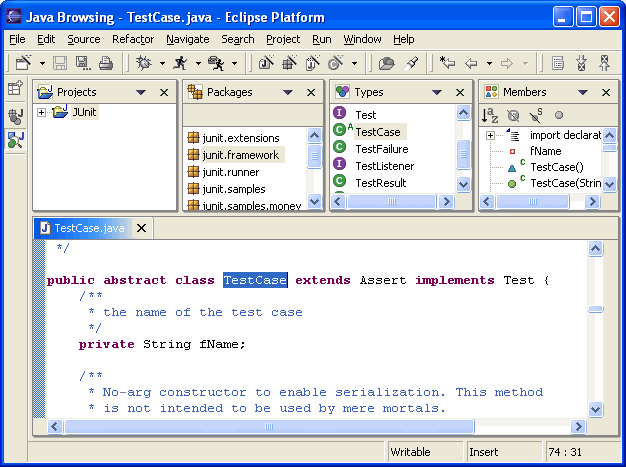 Java Browsing - TestCase.java - Eclipse Platform
File Edit Source Refactor Navigate Search Project Run Window Help
Projects
JUnit
Packages
junit.extensions
junit.framework
junit.runner
junit.samples
junit.samples.money
Types
I Test
C A TestCase
C TestFailure
I TestListener
C TestResult
Members
import declarat
fName
C TestCase()
C TestCase(Strin
J TestCase.java
*/
public abstract class TestCase extends Assert implements Test {
/**
* the name of the test case
*/
private String fName;
/**
* No-arg constructor to enable serialization. This method
* is not intended to be used by mere mortals.
Writable Insert 74 : 31